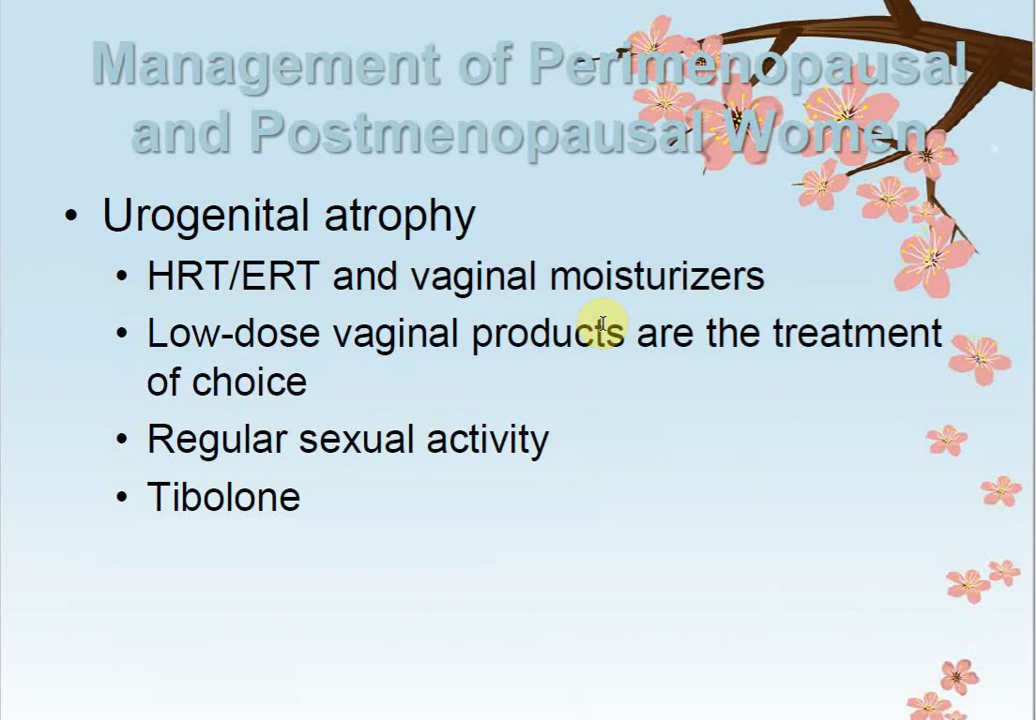 Management of Perimenopausal
and Postmenopausal Women
• Urogenital atrophy
• HRT/ERT and vaginal moisturizers
• Low-dose vaginal products are the treatment
of choice
• Regular sexual activity
• Tibolone